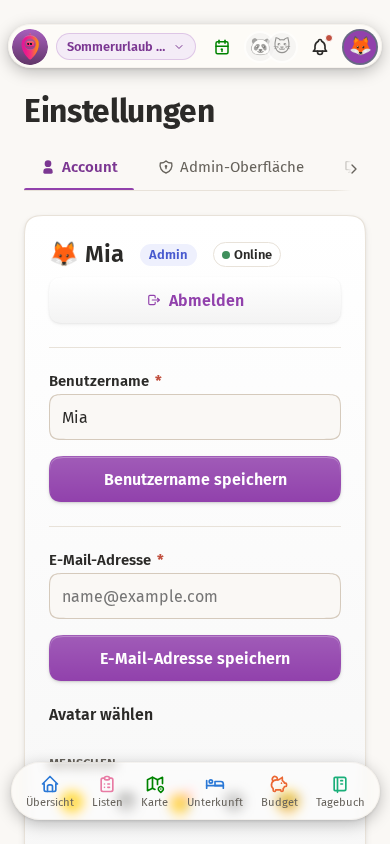 Sommerurlaub ...
Einstellungen
Account
Admin-Oberfläche
Mia
Admin
Online
Abmelden
Benutzername *
Mia
Benutzername speichern
E-Mail-Adresse *
name@example.com
E-Mail-Adresse speichern
Avatar wählen
MENSCHEN
Übersicht
Listen
Karte
Unterkunft
Budget
Tagebuch